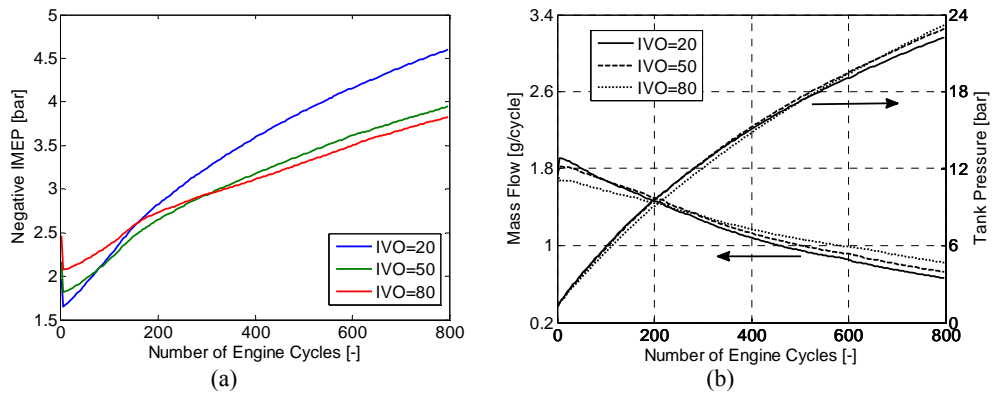 5
4.5
4
3.5
3
2.5
2
1.5
Negative IMEP [bar]
IVO=20
IVO=50
IVO=80
0 200 400 600 800
Number of Engine Cycles [-]
(a)
3.4
2.6
1.8
1
0.2
Mass Flow [g/cycle]
IVO=20
IVO=50
IVO=80
24
18
12
6
0
Tank Pressure [bar]
0 200 400 600 800
Number of Engine Cycles [-]
(b)